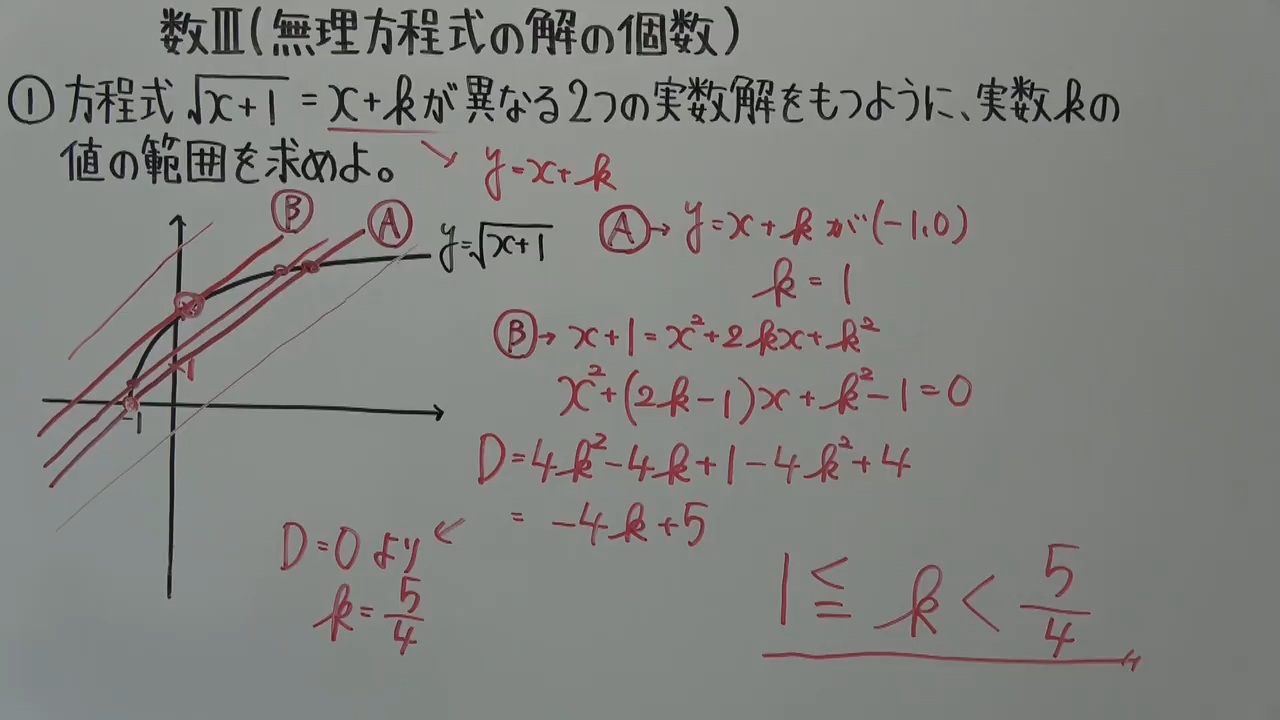 数Ⅲ(無理方程式の解の個数)
① 方程式 √(x+1) = x+k が異なる2つの実数解をもつように、実数kの
値の範囲を求めよ。
y=x+k
Ⓑ
Ⓐ
y=√(x+1)
1
-1
Ⓐ→ y=x+k が (-1,0)
k = 1
Ⓑ→ x+1=x²+2kx+k²
x²+(2k-1)x+k²-1=0
D=4k²-4k+1-4k²+4
= -4k+5
D=0 より
k=5/4
1≦k<5/4